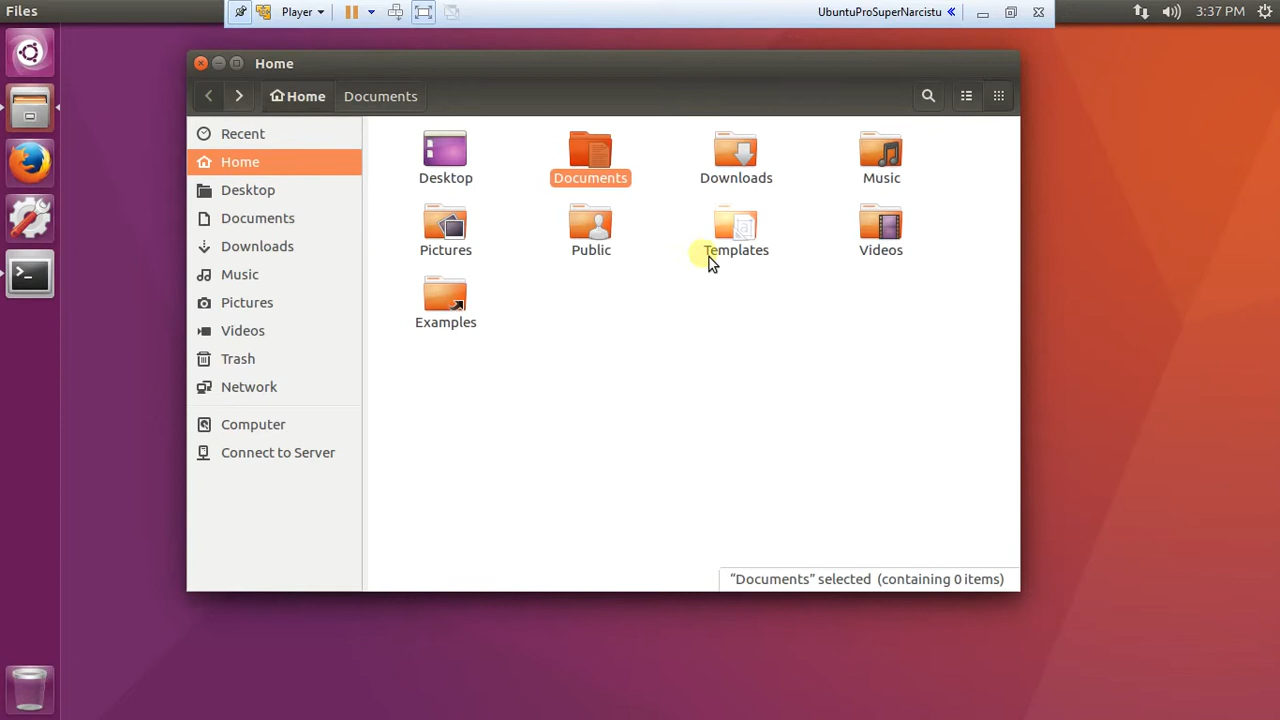 Files
Player
UbuntuProSuperNarcistu
3:37 PM
Home
Home
Documents
Recent
Home
Desktop
Documents
Downloads
Music
Pictures
Videos
Trash
Network
Computer
Connect to Server
Desktop
Documents
Downloads
Music
Pictures
Public
Templates
Videos
Examples
"Documents" selected (containing 0 items)